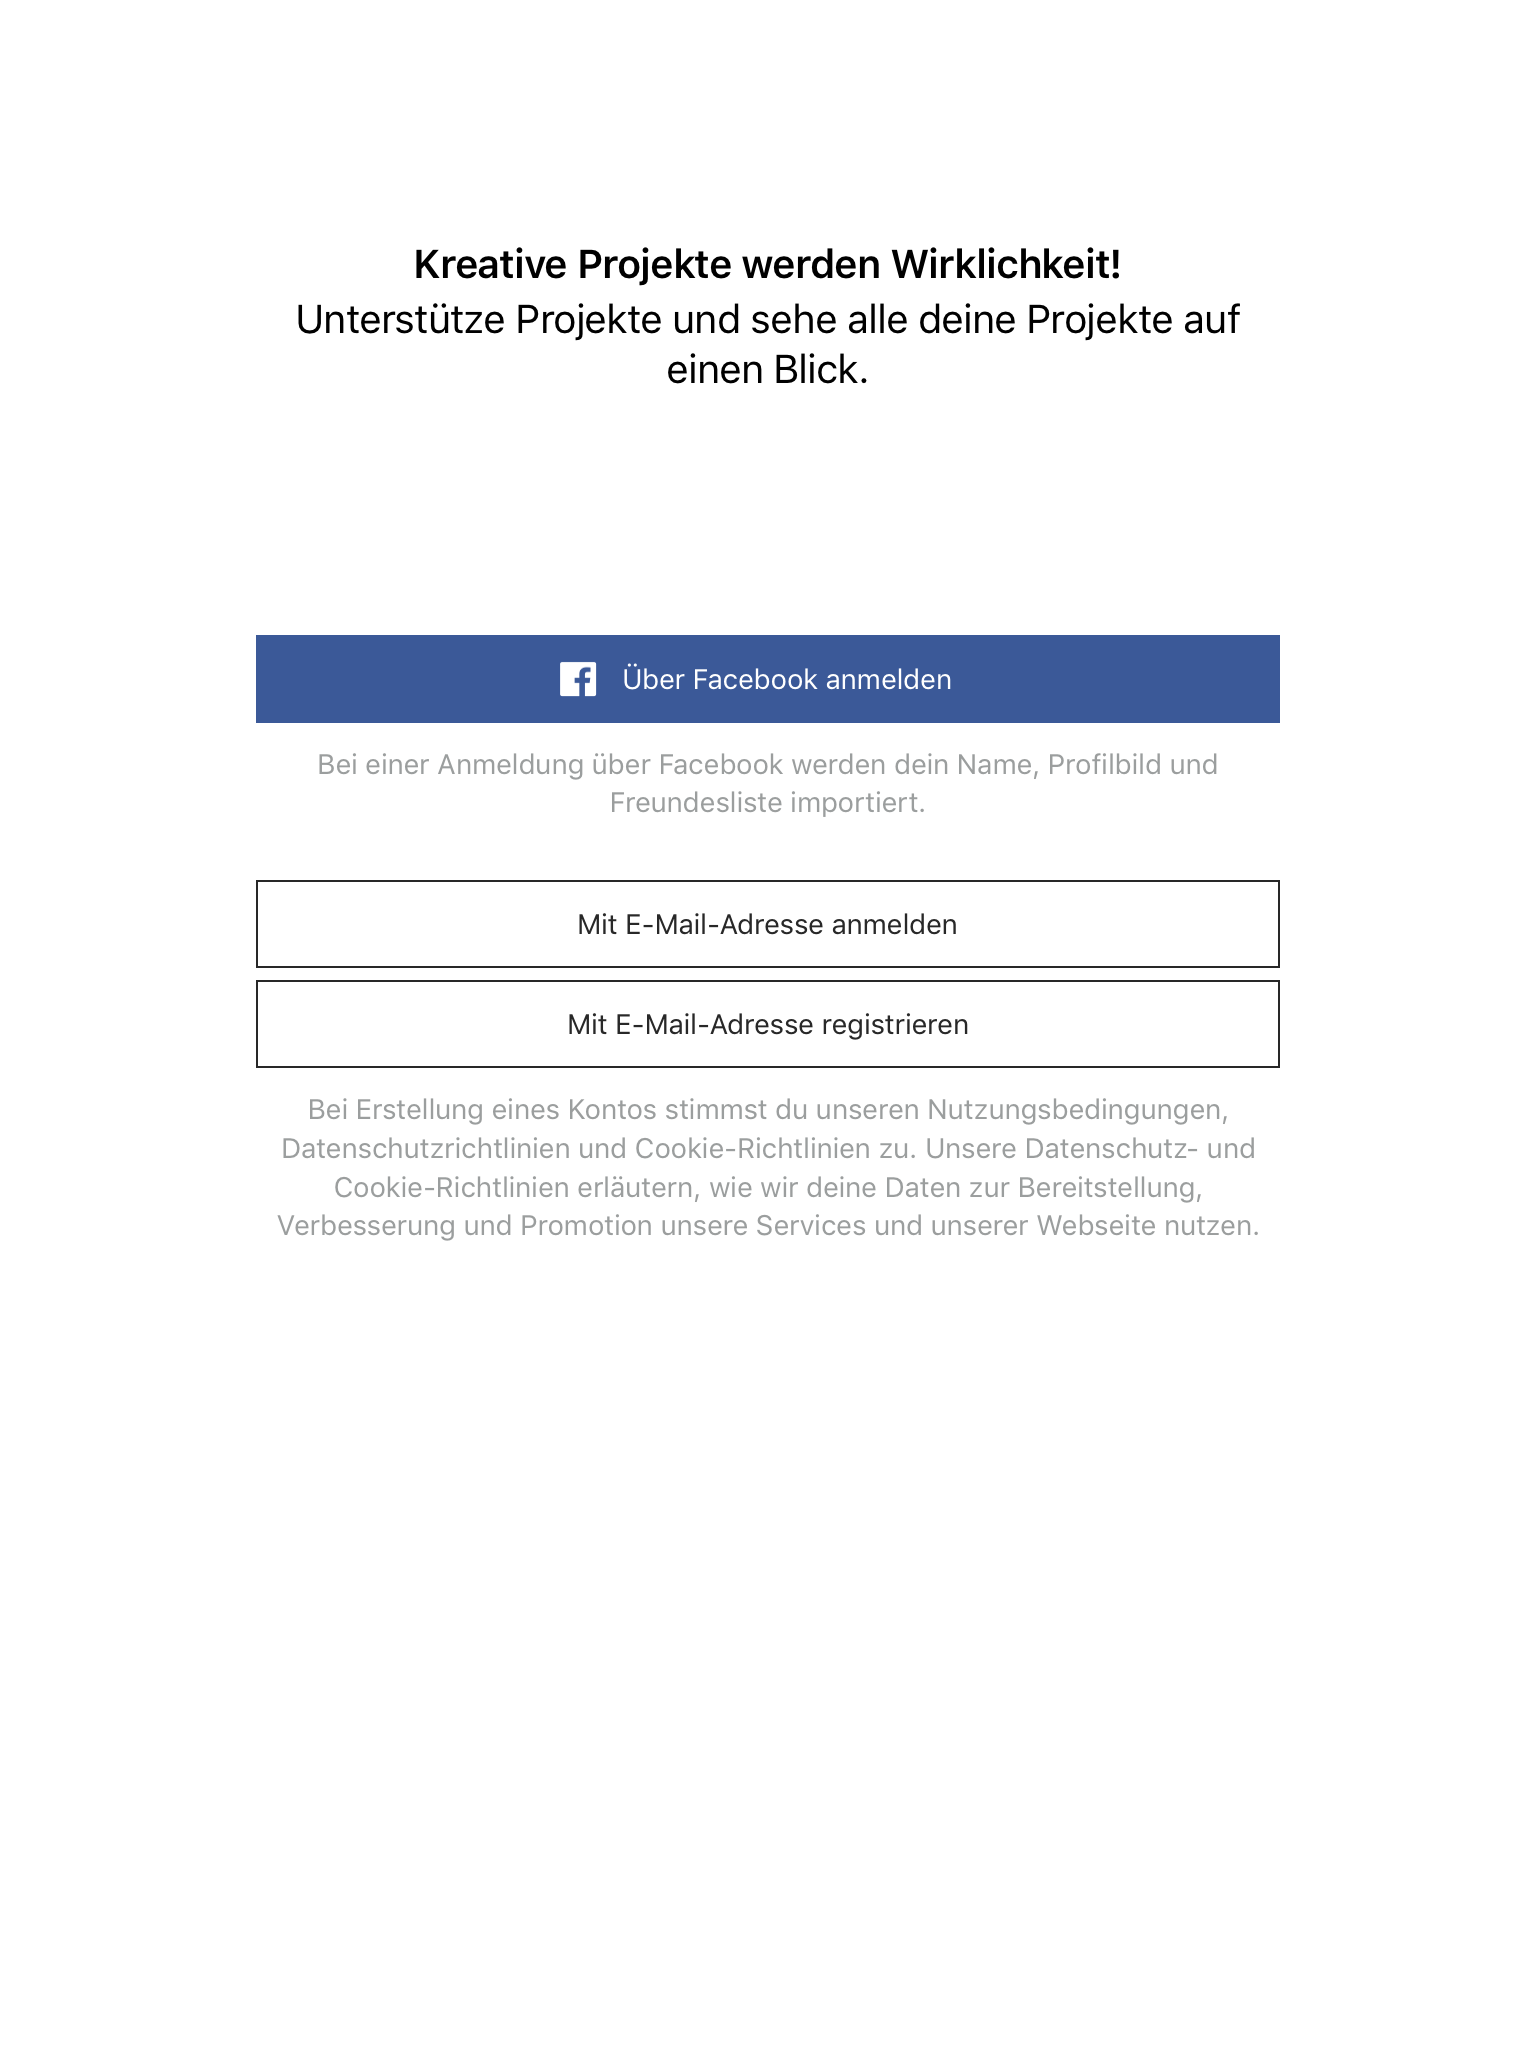 Kreative Projekte werden Wirklichkeit!
Unterstütze Projekte und sehe alle deine Projekte auf
einen Blick.
Über Facebook anmelden
Bei einer Anmeldung über Facebook werden dein Name, Profilbild und
Freundesliste importiert.
Mit E-Mail-Adresse anmelden
Mit E-Mail-Adresse registrieren
Bei Erstellung eines Kontos stimmst du unseren Nutzungsbedingungen,
Datenschutzrichtlinien und Cookie-Richtlinien zu. Unsere Datenschutz- und
Cookie-Richtlinien erläutern, wie wir deine Daten zur Bereitstellung,
Verbesserung und Promotion unsere Services und unserer Webseite nutzen.